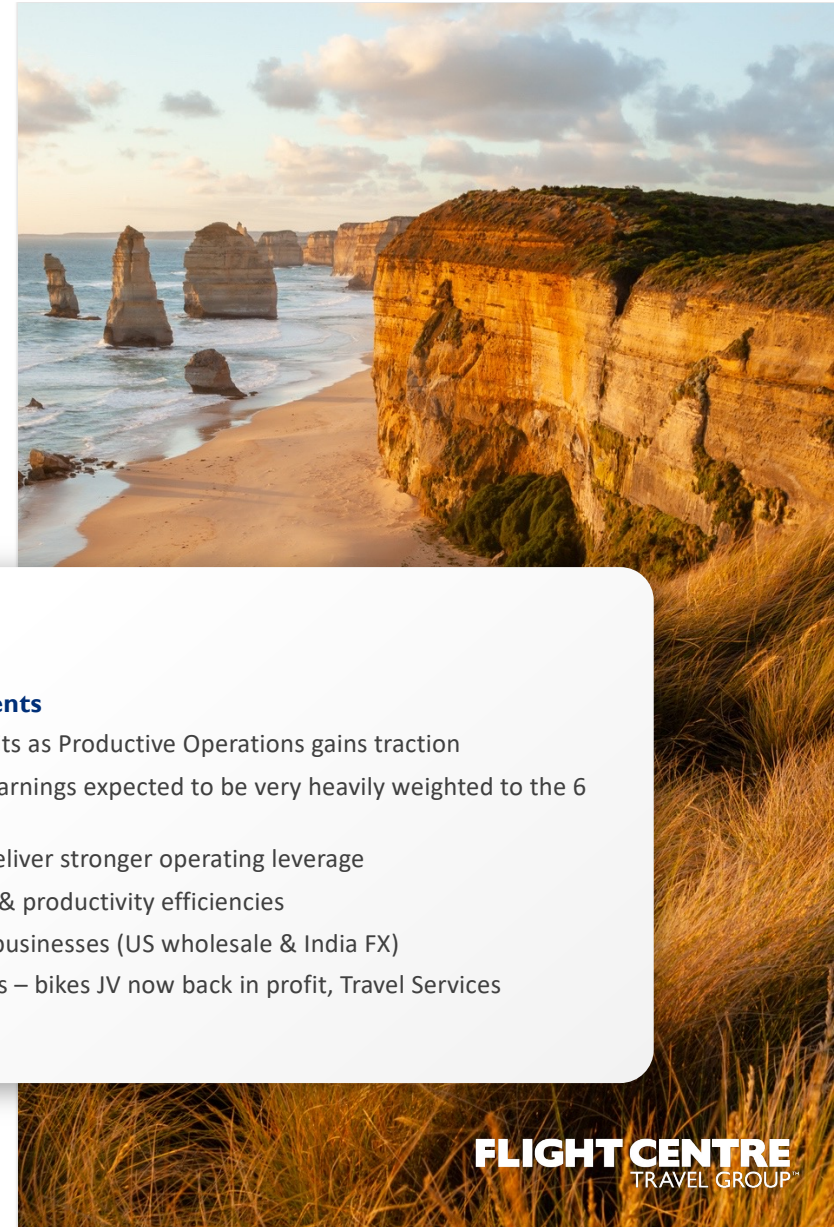 ents
ts as Productive Operations gains traction
arnings expected to be very heavily weighted to the 6
eliver stronger operating leverage
& productivity efficiencies
businesses (US wholesale & India FX)
s – bikes JV now back in profit, Travel Services
FLIGHT CENTRE
TRAVEL GROUP™